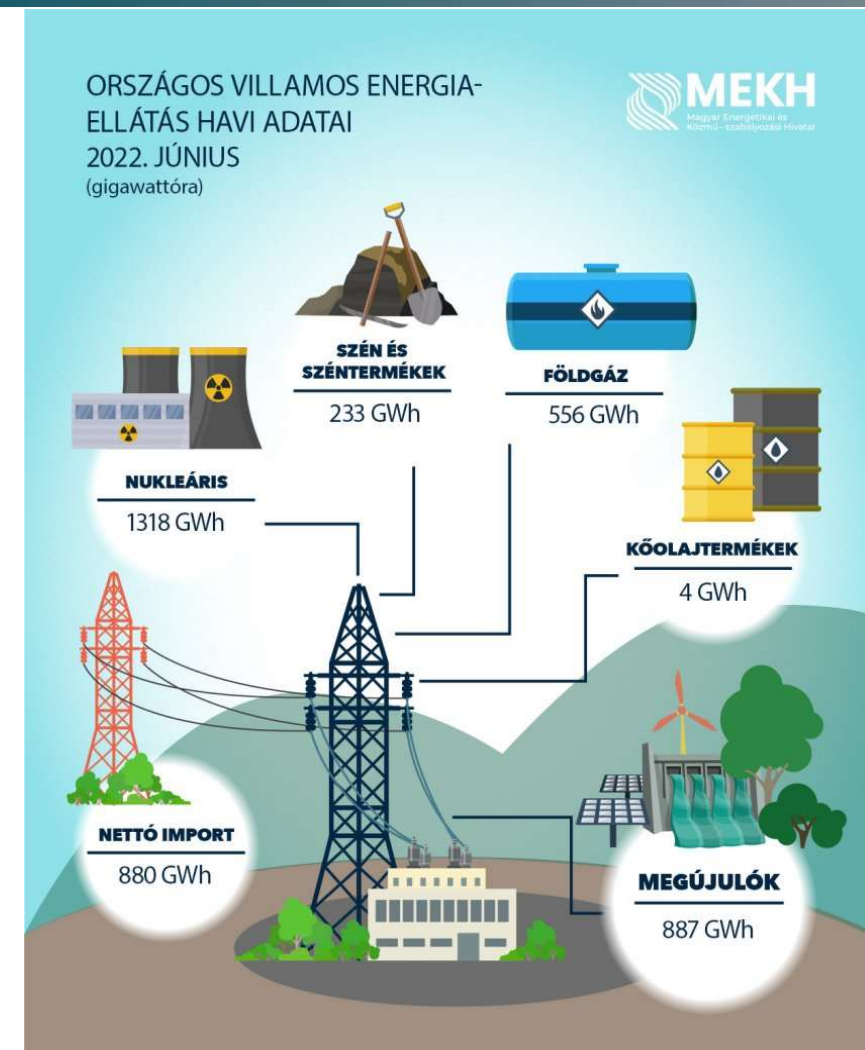 ORSZÁGOS VILLAMOS ENERGIA-
ELLÁTÁS HAVI ADATAI
2022. JÚNIUS
(gigawattóra)
MEKH
Magyar Energetikai és
Közmű-szabályozási Hivatal
SZÉN ÉS
SZÉNTERMÉKEK
233 GWh
FÖLDGÁZ
556 GWh
NUKLEÁRIS
1318 GWh
KŐOLAJTERMÉKEK
4 GWh
NETTÓ IMPORT
880 GWh
MEGÚJULÓK
887 GWh